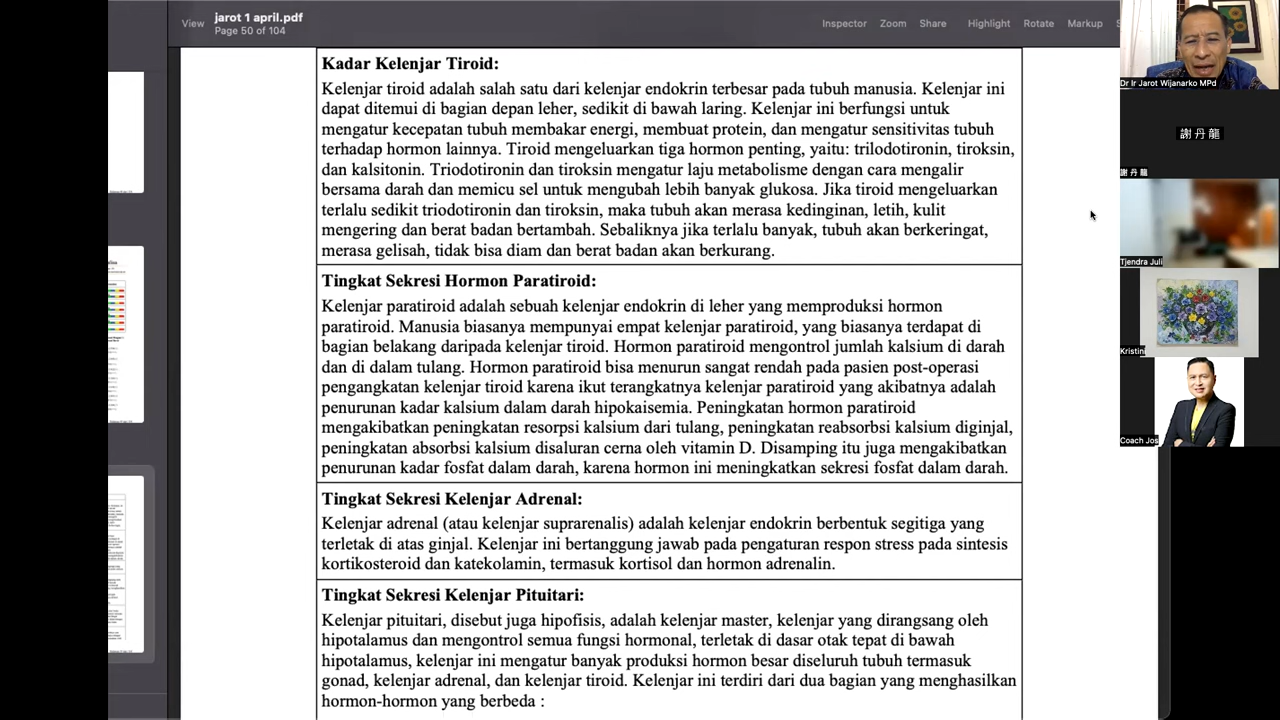 View
jarot 1 april.pdf
Page 50 of 104
Inspector
Zoom
Share
Highlight
Rotate
Markup
Kadar Kelenjar Tiroid:
Kelenjar tiroid adalah salah satu dari kelenjar endokrin terbesar pada tubuh manusia. Kelenjar ini
dapat ditemui di bagian depan leher, sedikit di bawah laring. Kelenjar ini berfungsi untuk
mengatur kecepatan tubuh membakar energi, membuat protein, dan mengatur sensitivitas tubuh
terhadap hormon lainnya. Tiroid mengeluarkan tiga hormon penting, yaitu: trilodotironin, tiroksin,
dan kalsitonin. Triodotironin dan tiroksin mengatur laju metabolisme dengan cara mengalir
bersama darah dan memicu sel untuk mengubah lebih banyak glukosa. Jika tiroid mengeluarkan
terlalu sedikit triodotironin dan tiroksin, maka tubuh akan merasa kedinginan, letih, kulit
mengering dan berat badan bertambah. Sebaliknya jika terlalu banyak, tubuh akan berkeringat,
merasa gelisah, tidak bisa diam dan berat badan akan berkurang.
Tingkat Sekresi Hormon Paratiroid:
Kelenjar paratiroid adalah sebuah kelenjar endokrin di leher yang memproduksi hormon
paratiroid. Manusia biasanya mempunyai empat kelenjar paratiroid, yang biasanya terdapat di
bagian belakang daripada kelenjar tiroid. Hormon paratiroid mengontrol jumlah kalsium di darah
dan di dalam tulang. Hormon paratiroid bisa menurun sangat rendah pada pasien post-operasi
pengangkatan kelenjar tiroid karena ikut terangkatnya kelenjar paratiroid yang akibatnya adalah
penurunan kadar kalsium dalam darah hipokaisemia. Peningkatan hormon paratiroid
mengakibatkan peningkatan resorpsi kalsium dari tulang, peningkatan reabsorbsi kalsium diginjal,
peningkatan absorpsi kalsium disaluran cerna oleh vitamin D. Disamping itu juga mengakibatkan
penurunan kadar fosfat dalam darah, karena hormon ini meningkatkan sekresi fosfat dalam darah.
Tingkat Sekresi Kelenjar Adrenal:
Kelenjar adrenal (atau kelenjar suprarenalis) adalah kelenjar endokrin berbentuk segitiga yang
terletak di atas ginjal. Kelenjar ini bertanggung jawab pada pengaturan respon stress pada sintesis
kortikosteroid dan katekolamin, termasuk kortisol dan hormon adrenalin.
Tingkat Sekresi Kelenjar Pituitari:
Kelenjar pituitari, disebut juga hipofisis, adalah kelenjar master, kelenjar yang dirangsang oleh
hipotalamus dan mengontrol semua fungsi hormonal, terletak di dasar otak tepat di bawah
hipotalamus, kelenjar ini mengatur banyak produksi hormon besar diseluruh tubuh termasuk
gonad, kelenjar adrenal, dan kelenjar tiroid. Kelenjar ini terdiri dari dua bagian yang menghasilkan
hormon-hormon yang berbeda :
Dr Ir Jarot Wijanarko MPd
謝 丹 龍
謝 丹 龍
Tjendra Juli
Kristini
Coach Jos